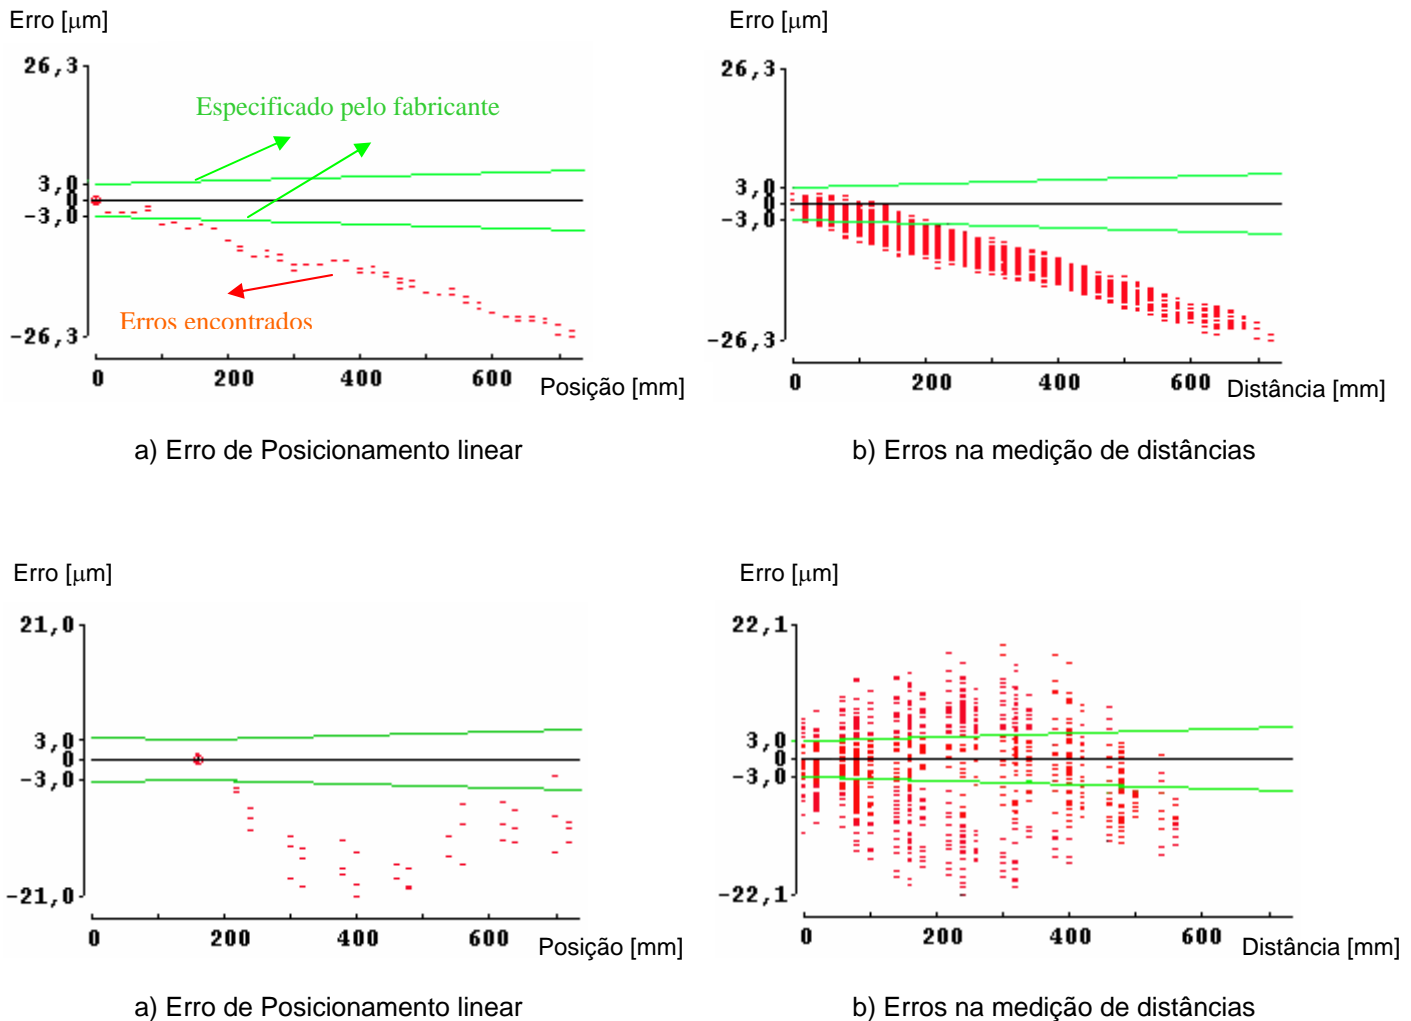 Erro [µm]
Erro [µm]
26,3
Especificado pelo fabricante
3,0
0
-3,0
Erros encontrados
-26,3
0 200 400 600 Posição [mm]
26,3
3,0
0
-3,0
-26,3
0 200 400 600 Distância [mm]
a) Erro de Posicionamento linear
b) Erros na medição de distâncias
Erro [µm]
Erro [µm]
21,0
3,0
0
-3,0
-21,0
0 200 400 600 Posição [mm]
22,1
3,0
0
-3,0
-22,1
0 200 400 600 Distância [mm]
a) Erro de Posicionamento linear
b) Erros na medição de distâncias